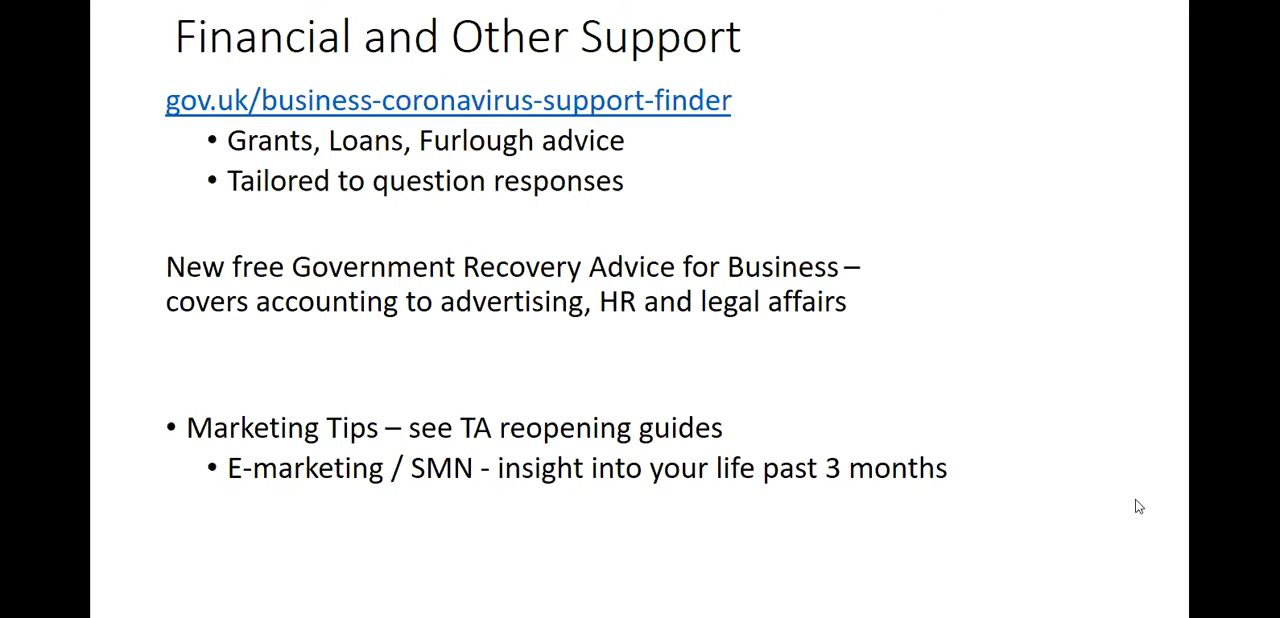 Financial and Other Support
gov.uk/business-coronavirus-support-finder
• Grants, Loans, Furlough advice
• Tailored to question responses
New free Government Recovery Advice for Business –
covers accounting to advertising, HR and legal affairs
• Marketing Tips – see TA reopening guides
• E-marketing / SMN - insight into your life past 3 months